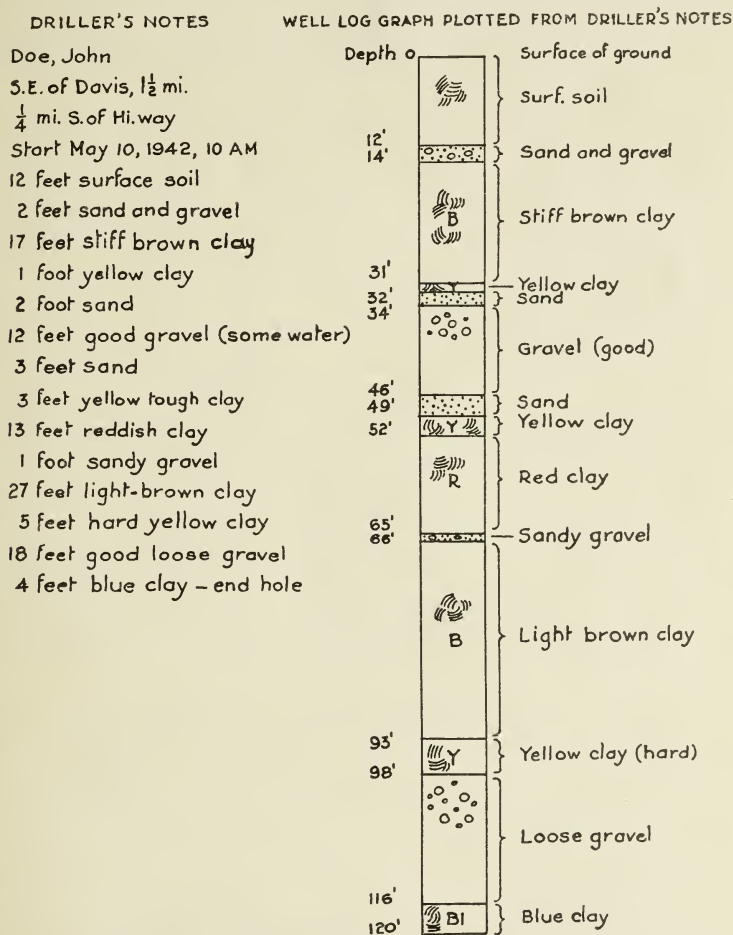 DRILLER'S NOTES
Doe, John
S.E. of Davis, 1½ mi.
¼ mi. S. of Hi.way
Start May 10, 1942, 10 AM
12 feet surface soil
2 feet sand and gravel
17 feet stiff brown clay
1 foot yellow clay
2 foot sand
12 feet good gravel (some water)
3 feet sand
3 feet yellow tough clay
13 feet reddish clay
1 foot sandy gravel
27 feet light-brown clay
5 feet hard yellow clay
18 feet good loose gravel
4 feet blue clay – end hole
WELL LOG GRAPH PLOTTED FROM DRILLER'S NOTES
Depth 0 Surface of ground
Surf. soil
12'
14' Sand and gravel
B Stiff brown clay
31'
Y Yellow clay
32' Sand
34'
Gravel (good)
46'
Sand
49'
Y Yellow clay
52'
R Red clay
65'
66' Sandy gravel
B Light brown clay
93'
Y Yellow clay (hard)
98'
Loose gravel
116'
Bl Blue clay
120'